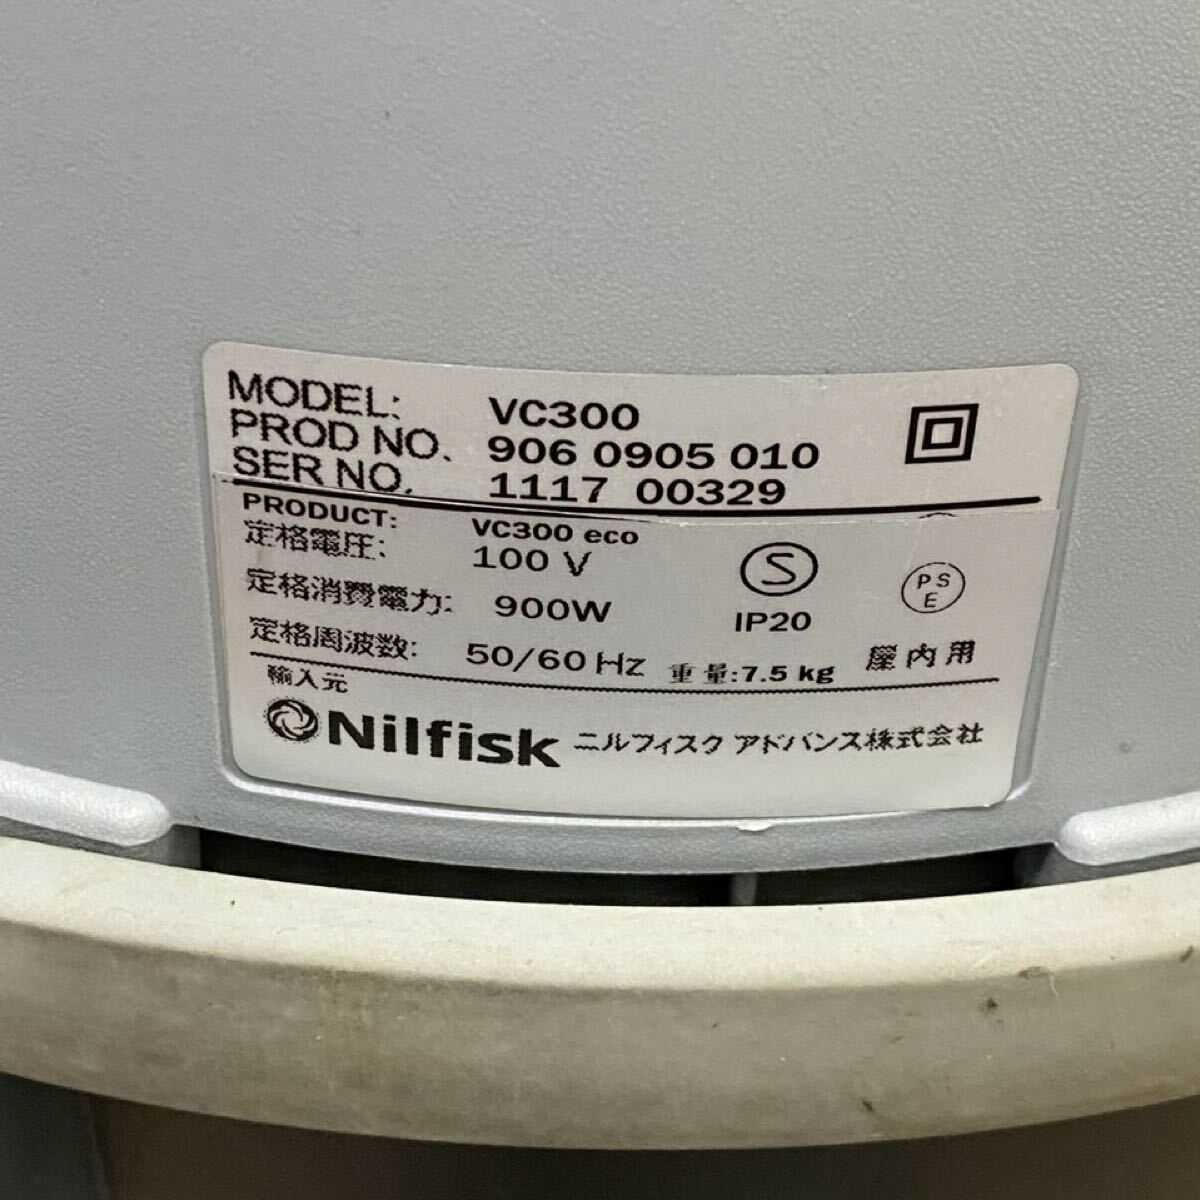 MODEL: VC300
PROD NO. 906 0905 010
SER NO. 1117 00329
PRODUCT: VC300 eco
定格電圧: 100 V
定格消費電力: 900W
定格周波数: 50/60 Hz
S
IP20
PS
E
重量:7.5 kg
屋内用
輸入元
Nilfisk ニルフィスク アドバンス株式会社